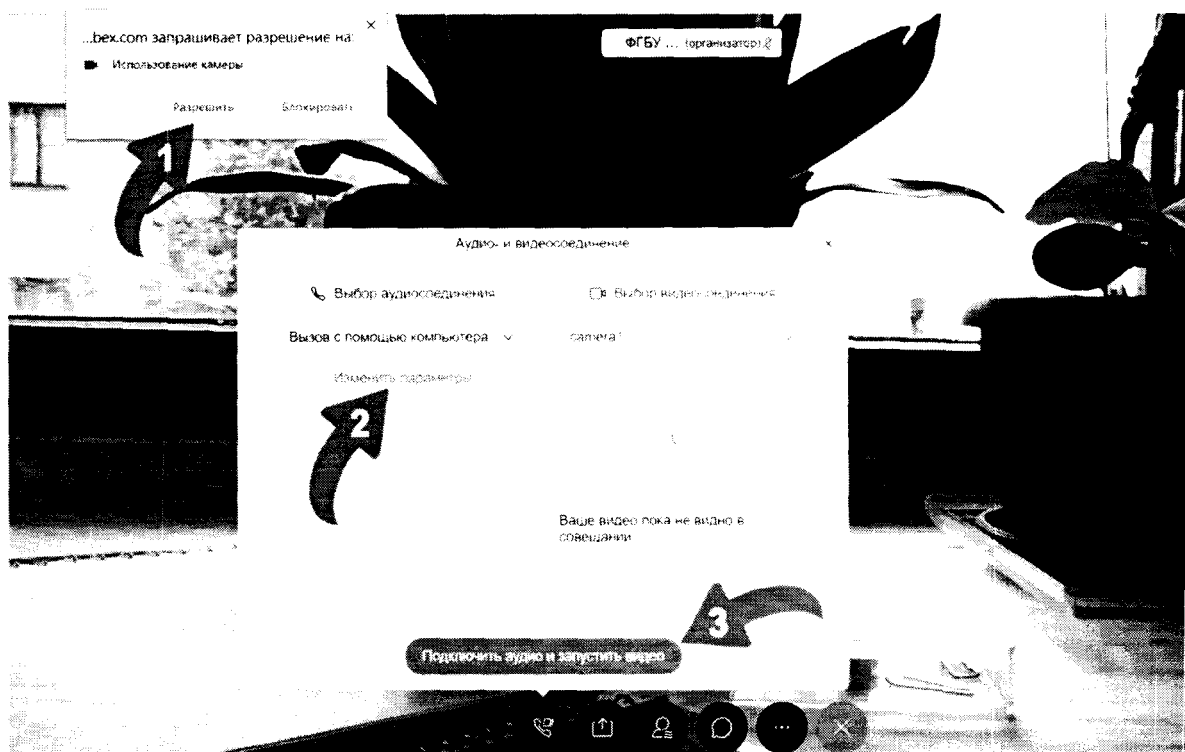 ...bex.com запрашивает разрешение на:
Использование камеры
Разрешить Блокировать
1
ФГБУ ... (организатор)
Аудио- и видеосоединение
Выбор аудиосоединения
Выбор видеосоединения
Вызов с помощью компьютера
camera1
Изменить параметры
2
Ваше видео пока не видно в
совещании
3
Подключить аудио и запустить видео